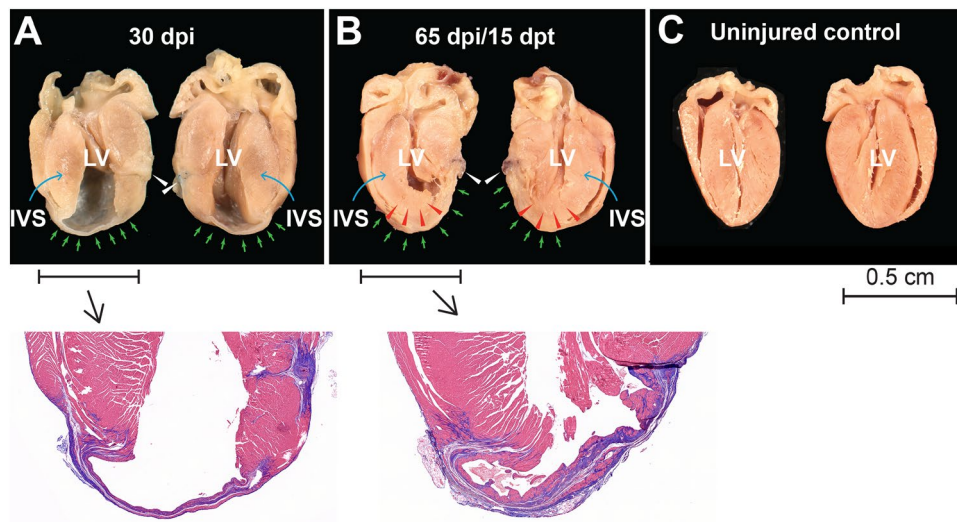 A 30 dpi
B 65 dpi/15 dpt
C Uninjured control
LV LV
IVS IVS
LV LV
IVS IVS
LV LV
0.5 cm